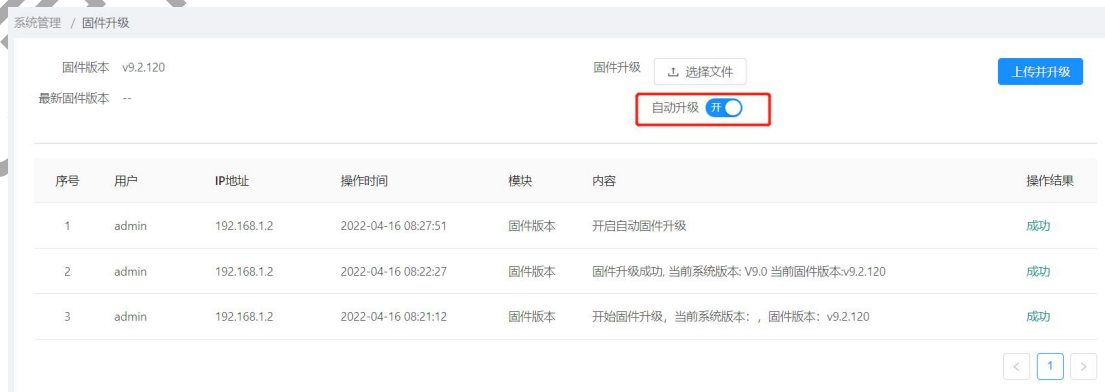 系统管理 / 固件升级
固件版本 v9.2.120 固件升级 选择文件 上传并升级
最新固件版本 -- 自动升级 开
序号 用户 IP地址 操作时间 模块 内容 操作结果
1 admin 192.168.1.2 2022-04-16 08:27:51 固件版本 开启自动固件升级 成功
2 admin 192.168.1.2 2022-04-16 08:22:27 固件版本 固件升级成功, 当前系统版本: V9.0 当前固件版本:v9.2.120 成功
3 admin 192.168.1.2 2022-04-16 08:21:12 固件版本 开始固件升级，当前系统版本：，固件版本：v9.2.120 成功
< 1 >